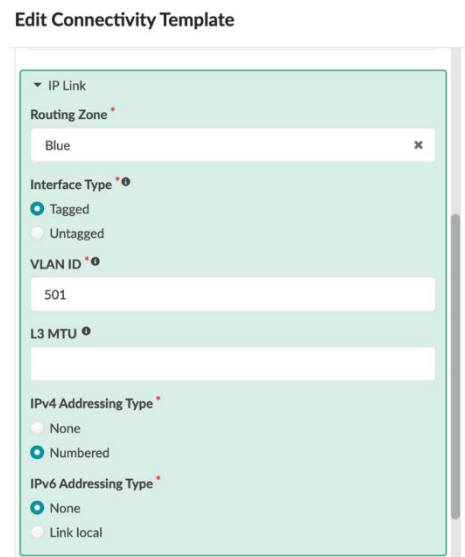 Edit Connectivity Template
IP Link
Routing Zone *
Blue
Interface Type *
Tagged
Untagged
VLAN ID *
501
L3 MTU
IPv4 Addressing Type *
None
Numbered
IPv6 Addressing Type *
None
Link local